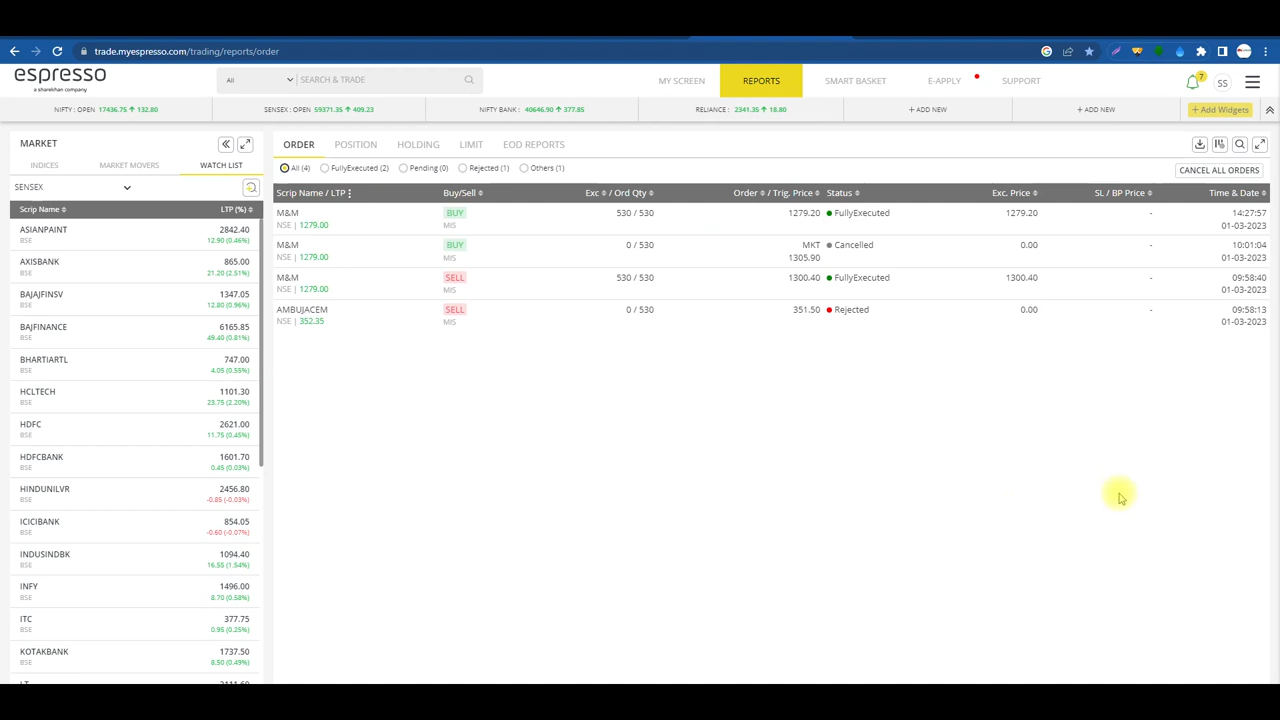 trade.myespresso.com/trading/reports/order
espresso
a sharekhan company
All
SEARCH & TRADE
MY SCREEN
REPORTS
SMART BASKET
E-APPLY
SUPPORT
7
SS
NIFTY : OPEN 17436.75 ↑ 132.80
SENSEX : OPEN 59371.35 ↑ 409.23
NIFTY BANK : 40646.90 ↑ 377.85
RELIANCE : 2341.35 ↑ 18.80
+ ADD NEW
+ ADD NEW
+ Add Widgets
MARKET
INDICES
MARKET MOVERS
WATCH LIST
SENSEX
Scrip Name
LTP (%)
ASIANPAINT 2842.40
BSE 12.90 (0.46%)
AXISBANK 865.00
BSE 21.20 (2.51%)
BAJAJFINSV 1347.05
BSE 12.80 (0.96%)
BAJFINANCE 6165.85
BSE 49.40 (0.81%)
BHARTIARTL 747.00
BSE 4.05 (0.55%)
HCLTECH 1101.30
BSE 23.75 (2.20%)
HDFC 2621.00
BSE 11.75 (0.45%)
HDFCBANK 1601.70
BSE 0.45 (0.03%)
HINDUNILVR 2456.80
BSE -0.85 (-0.03%)
ICICIBANK 854.05
BSE -0.60 (-0.07%)
INDUSINDBK 1094.40
BSE 16.55 (1.54%)
INFY 1496.00
BSE 8.70 (0.58%)
ITC 377.75
BSE 0.95 (0.25%)
KOTAKBANK 1737.50
BSE 8.50 (0.49%)
ORDER
POSITION
HOLDING
LIMIT
EOD REPORTS
All (4)
FullyExecuted (2)
Pending (0)
Rejected (1)
Others (1)
CANCEL ALL ORDERS
Scrip Name / LTP Buy/Sell Exc / Ord Qty Order / Trig. Price Status Exc. Price SL / BP Price Time & Date
M&M BUY 530 / 530 1279.20 FullyExecuted 1279.20 - 14:27:57
NSE | 1279.00 MIS 01-03-2023
M&M BUY 0 / 530 MKT Cancelled 0.00 - 10:01:04
NSE | 1279.00 MIS 1305.90 01-03-2023
M&M SELL 530 / 530 1300.40 FullyExecuted 1300.40 - 09:58:40
NSE | 1279.00 MIS 01-03-2023
AMBUJACEM SELL 0 / 530 351.50 Rejected 0.00 - 09:58:13
NSE | 352.35 MIS 01-03-2023